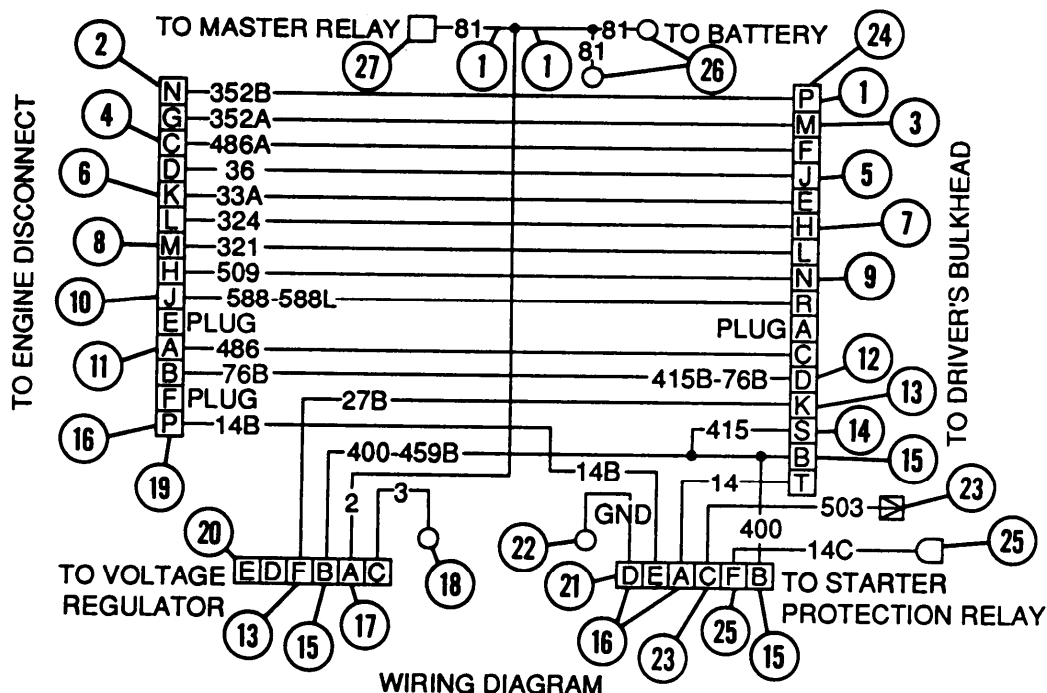 TO MASTER RELAY 81 81 TO BATTERY 24
2 27 1 1 81 26
N 352B P 1
G 352A M 3
4 C 486A F
D 36 J 5
6 K 33A E
L 324 H 7
8 M 321 L
H 509 N 9
10 J 588-588L R
E PLUG PLUG A
11 A 486 C 12
B 76B 415B-76B D
F PLUG 27B K 13
16 P 14B 415 S 14
400-459B B 15
19 14B 14 T
TO ENGINE DISCONNECT
TO DRIVER'S BULKHEAD
2 3 GND 503 23
400
20 18 22 14C 25
TO VOLTAGE REGULATOR
E D F B A C
13 15 17
21 D E A C F B
TO STARTER PROTECTION RELAY
16 23 25 15
WIRING DIAGRAM